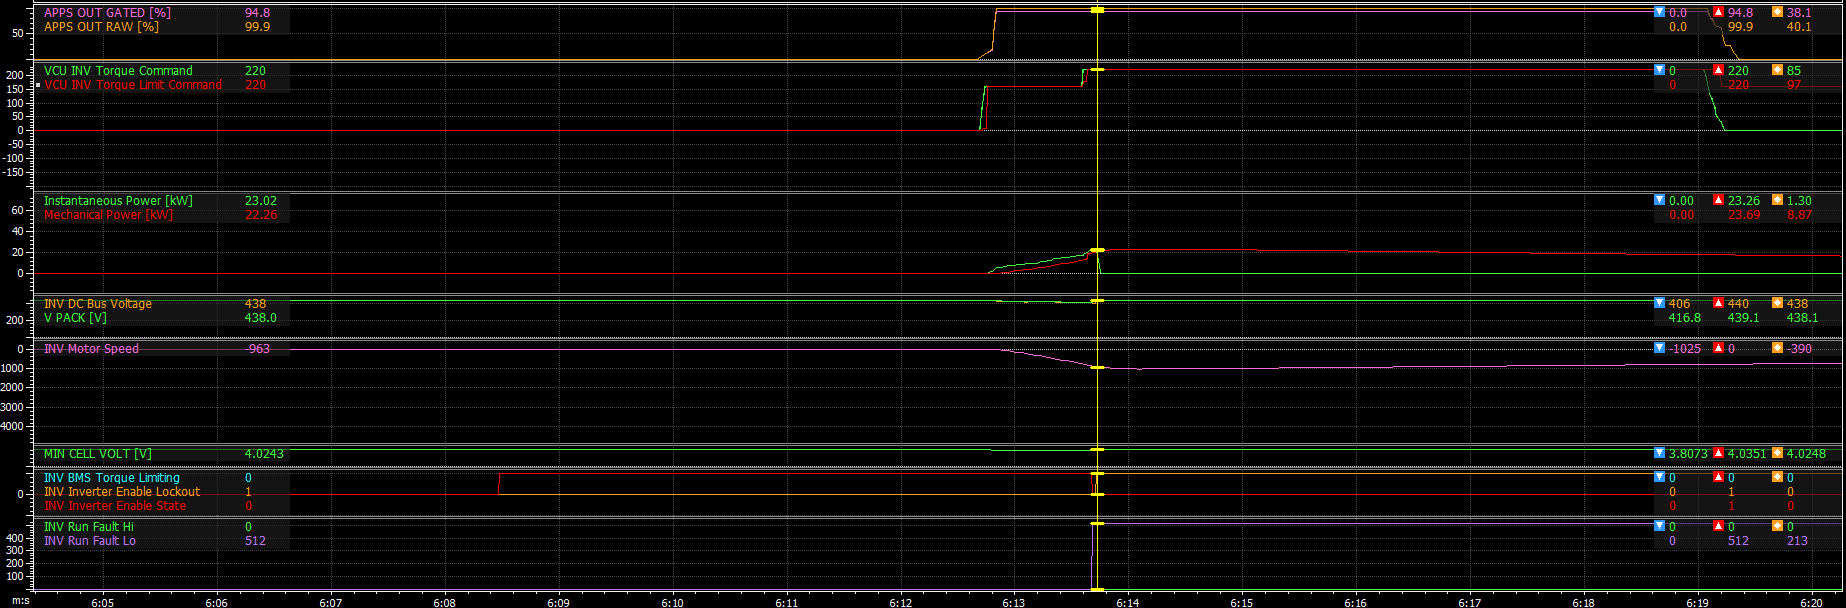 APPS OUT GATED [%] 94.8 0.0 94.8 38.1
APPS OUT RAW [%] 99.9 0.0 99.9 40.1
50
VCU INV Torque Command 220 0 220 85
VCU INV Torque Limit Command 220 0 220 97
200
150
100
50
0
-50
-100
-150
Instantaneous Power [kW] 23.02 0.00 23.26 1.30
Mechanical Power [kW] 22.26 0.00 23.69 8.87
60
40
20
0
INV DC Bus Voltage 438 406 440 438
V PACK [V] 438.0 416.8 439.1 438.1
200
INV Motor Speed -963 -1025 0 -390
0
1000
2000
3000
4000
MIN CELL VOLT [V] 4.0243 3.8073 4.0351 4.0248
INV BMS Torque Limiting 0 0 0 0
INV Inverter Enable Lockout 1 0 1 0
INV Inverter Enable State 0 0 1 0
0
INV Run Fault Hi 0 0 0 0
INV Run Fault Lo 512 0 512 213
400
300
200
100
m:s 6:05 6:06 6:07 6:08 6:09 6:10 6:11 6:12 6:13 6:14 6:15 6:16 6:17 6:18 6:19 6:20